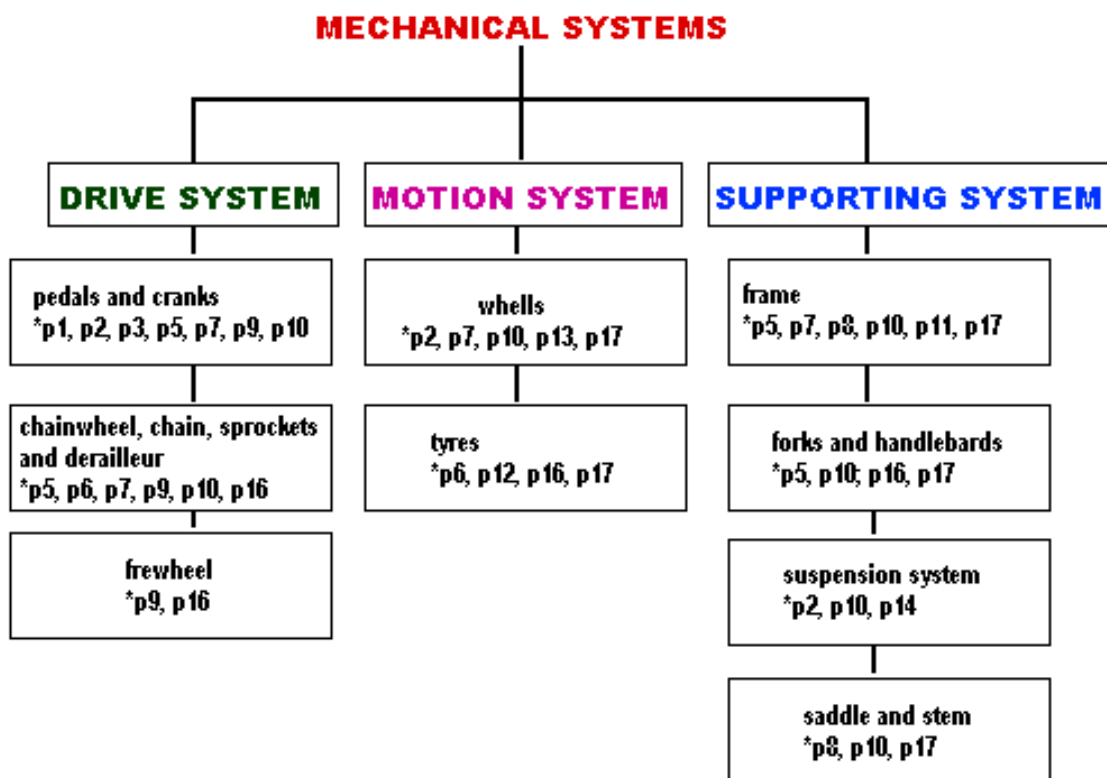 MECHANICAL SYSTEMS
DRIVE SYSTEM
pedals and cranks
*p1, p2, p3, p5, p7, p9, p10
chainwheel, chain, sprockets
and derailleur
*p5, p6, p7, p9, p10, p16
frewheel
*p9, p16
MOTION SYSTEM
whells
*p2, p7, p10, p13, p17
tyres
*p6, p12, p16, p17
SUPPORTING SYSTEM
frame
*p5, p7, p8, p10, p11, p17
forks and handlebards
*p5, p10; p16, p17
suspension system
*p2, p10, p14
saddle and stem
*p8, p10, p17